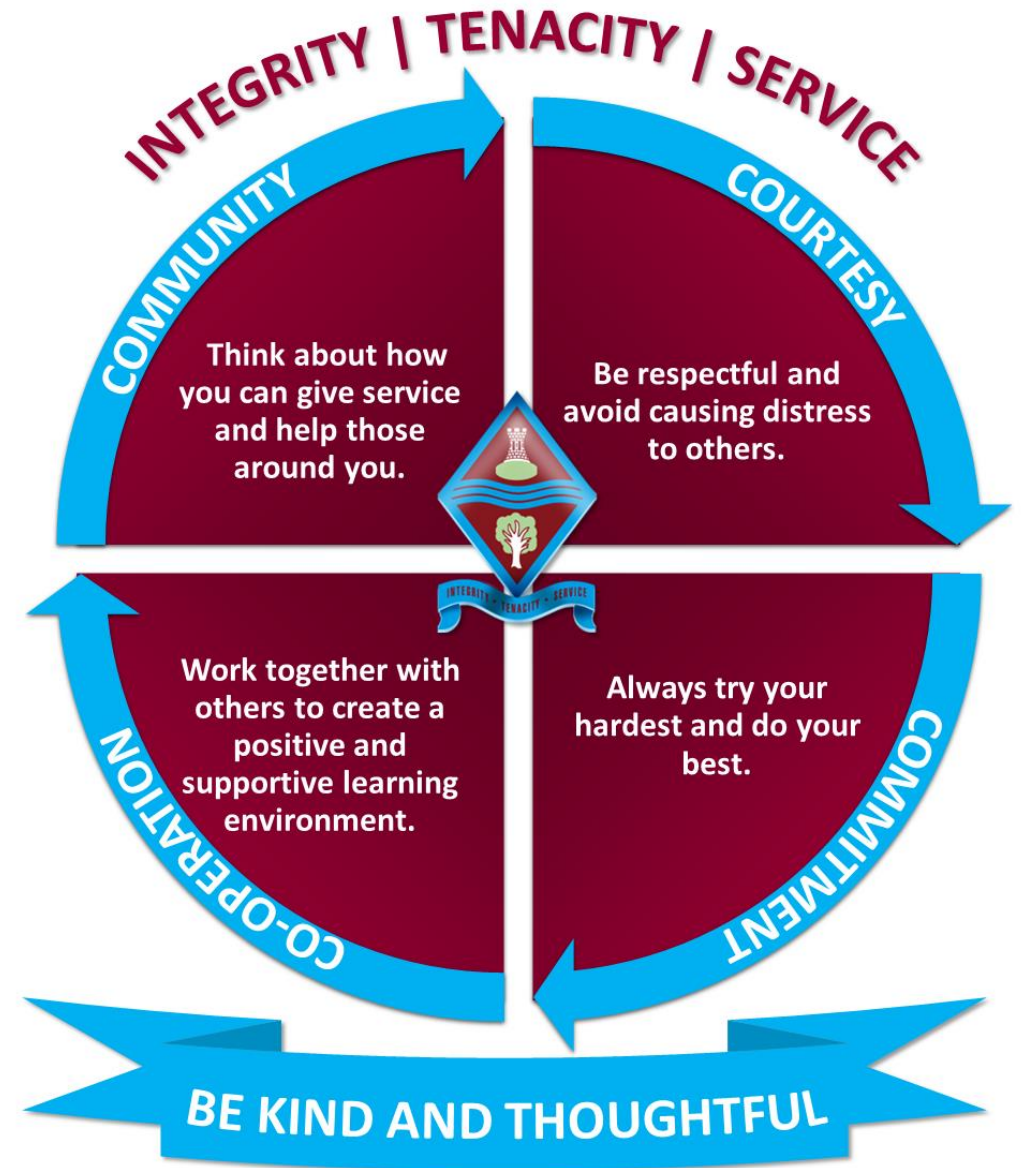 INTEGRITY | TENACITY | SERVICE
COMMUNITY
Think about how
you can give service
and help those
around you.
COURTESY
Be respectful and
avoid causing distress
to others.
INTEGRITY • TENACITY • SERVICE
CO-OPERATION
Work together with
others to create a
positive and
supportive learning
environment.
COMMITMENT
Always try your
hardest and do your
best.
BE KIND AND THOUGHTFUL